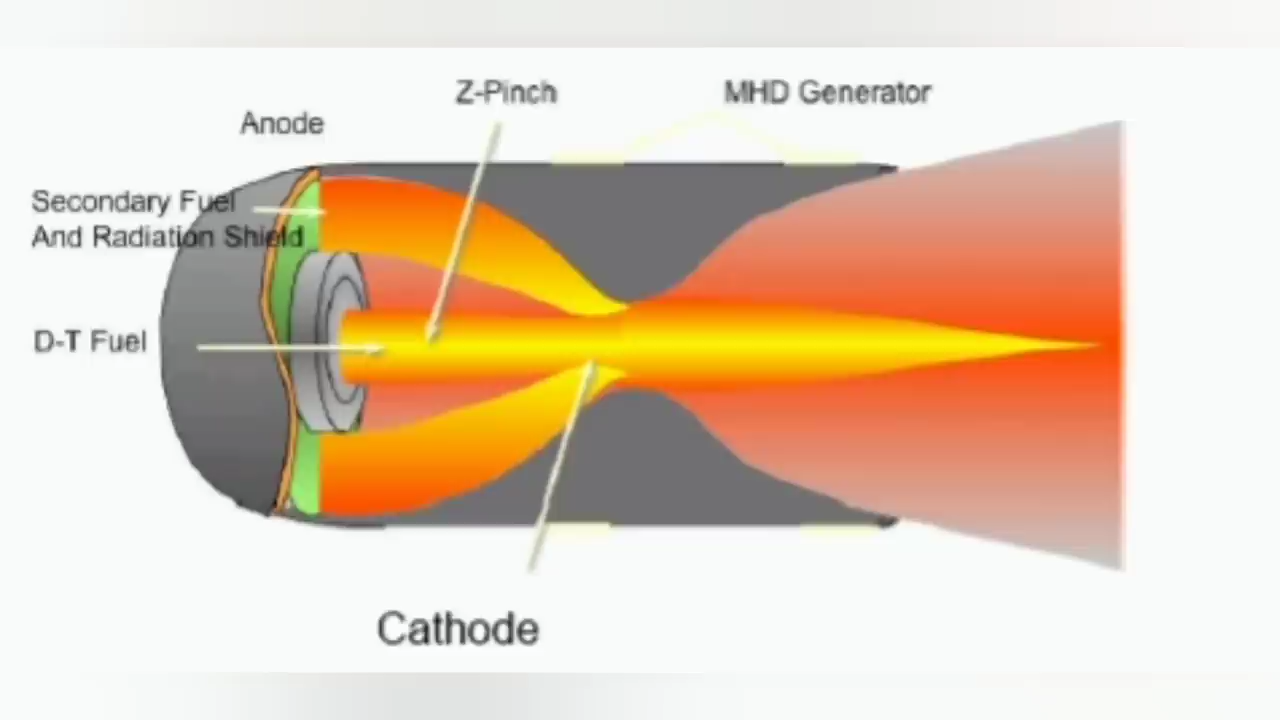 Z-Pinch
MHD Generator
Anode
Secondary Fuel
And Radiation Shield
D-T Fuel
Cathode